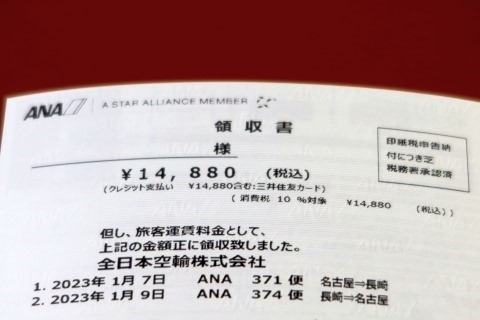 ANA A STAR ALLIANCE MEMBER
領収書
様
印紙税申告納
付につき芝
税務署承認済
¥14,880 (税込)
(クレジット支払い ¥14,880含む:三井住友カード)
(消費税 10 %対象 ¥14,880 (税込))
但し、旅客運賃料金として、
上記の金額正に領収致しました。
全日本空輸株式会社
1. 2023年 1月 7日 ANA 371 便 名古屋⇒長崎
2. 2023年 1月 9日 ANA 374 便 長崎⇒名古屋